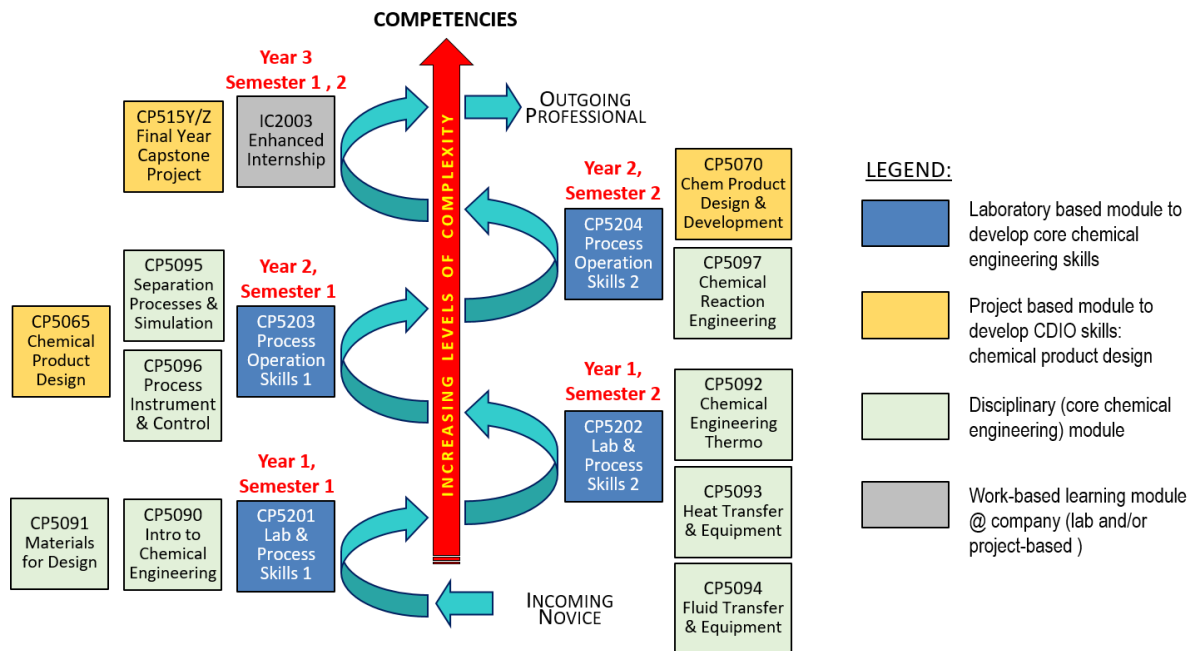 COMPETENCIES
Year 3
Semester 1 , 2
CP515Y/Z
Final Year
Capstone
Project
IC2003
Enhanced
Internship
OUTGOING
PROFESSIONAL
Year 2,
Semester 2
CP5204
Process
Operation
Skills 2
CP5070
Chem Product
Design &
Development
CP5097
Chemical
Reaction
Engineering
Year 2,
Semester 1
CP5065
Chemical
Product
Design
CP5095
Separation
Processes &
Simulation
CP5096
Process
Instrument
& Control
CP5203
Process
Operation
Skills 1
INCREASING LEVELS OF COMPLEXITY
Year 1,
Semester 2
CP5202
Lab &
Process
Skills 2
CP5092
Chemical
Engineering
Thermo
CP5093
Heat Transfer
& Equipment
CP5094
Fluid Transfer
& Equipment
Year 1,
Semester 1
CP5091
Materials
for Design
CP5090
Intro to
Chemical
Engineering
CP5201
Lab &
Process
Skills 1
INCOMING
NOVICE
LEGEND:
Laboratory based module to
develop core chemical
engineering skills
Project based module to
develop CDIO skills:
chemical product design
Disciplinary (core chemical
engineering) module
Work-based learning module
@ company (lab and/or
project-based )